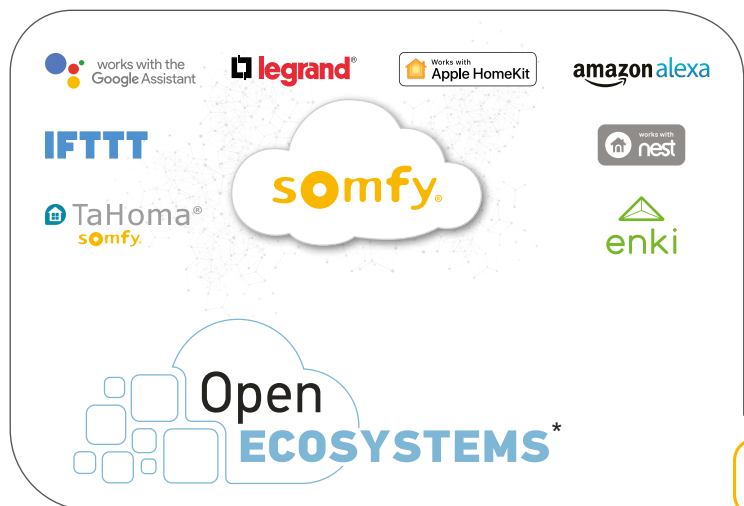 works with the
Google Assistant
legrand®
Works with
Apple HomeKit
amazon alexa
IFTTT
somfy®
works with
nest
TaHoma®
somfy.
enki
Open
ECOSYSTEMS*